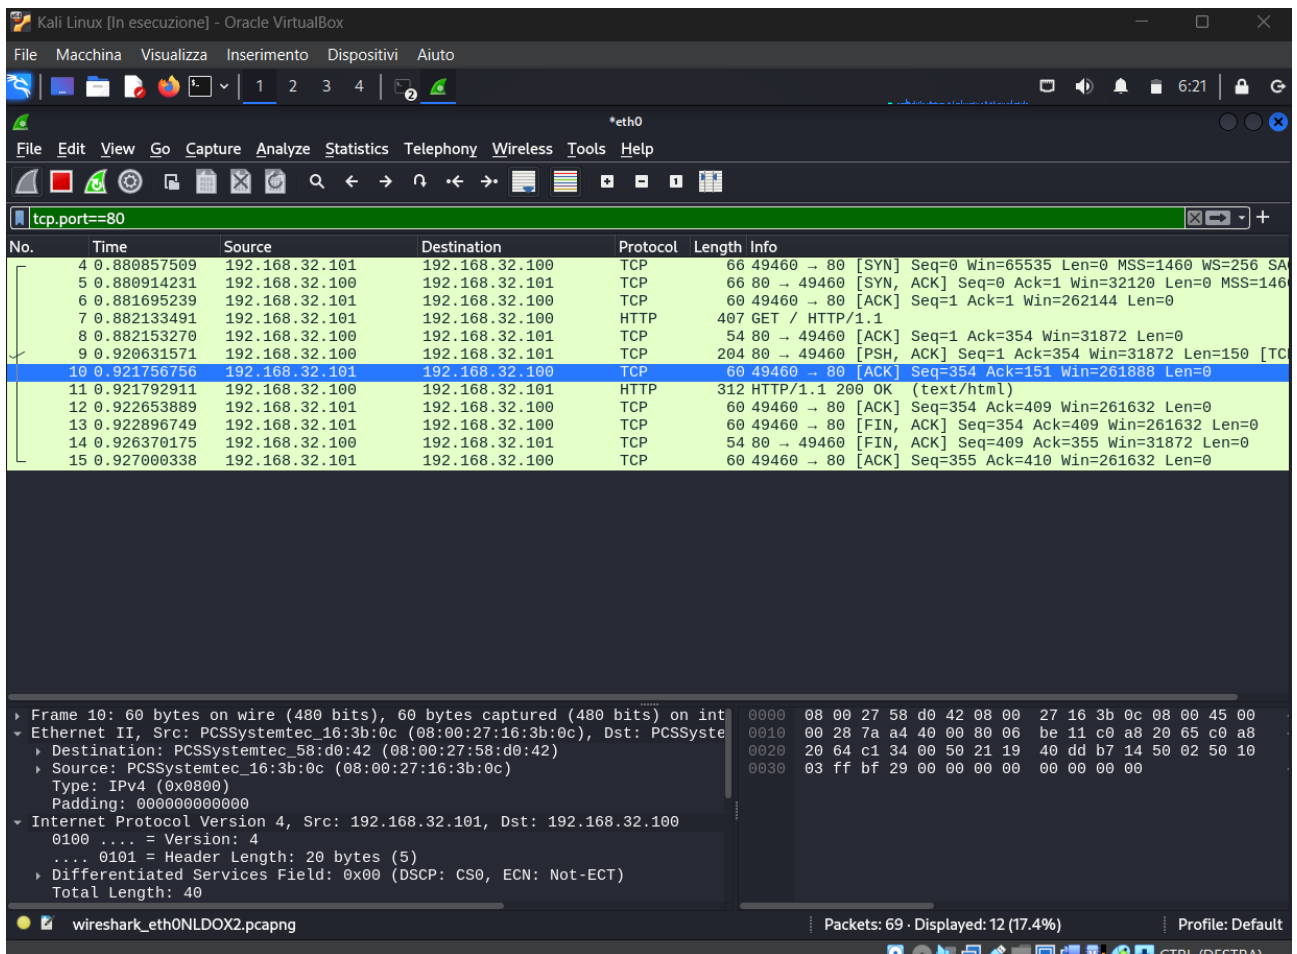 Kali Linux [In esecuzione] - Oracle VirtualBox
File Macchina Visualizza Inserimento Dispositivi Aiuto
1 2 3 4 2 6:21
*eth0
File Edit View Go Capture Analyze Statistics Telephony Wireless Tools Help
tcp.port==80
No. Time Source Destination Protocol Length Info
4 0.880857509 192.168.32.101 192.168.32.100 TCP 66 49460 → 80 [SYN] Seq=0 Win=65535 Len=0 MSS=1460 WS=256 SA
5 0.880914231 192.168.32.100 192.168.32.101 TCP 66 80 → 49460 [SYN, ACK] Seq=0 Ack=1 Win=32120 Len=0 MSS=146
6 0.881695239 192.168.32.101 192.168.32.100 TCP 60 49460 → 80 [ACK] Seq=1 Ack=1 Win=262144 Len=0
7 0.882133491 192.168.32.101 192.168.32.100 HTTP 407 GET / HTTP/1.1
8 0.882153270 192.168.32.100 192.168.32.101 TCP 54 80 → 49460 [ACK] Seq=1 Ack=354 Win=31872 Len=0
9 0.920631571 192.168.32.100 192.168.32.101 TCP 204 80 → 49460 [PSH, ACK] Seq=1 Ack=354 Win=31872 Len=150 [TC
10 0.921756756 192.168.32.101 192.168.32.100 TCP 60 49460 → 80 [ACK] Seq=354 Ack=151 Win=261888 Len=0
11 0.921792911 192.168.32.100 192.168.32.101 HTTP 312 HTTP/1.1 200 OK (text/html)
12 0.922653889 192.168.32.101 192.168.32.100 TCP 60 49460 → 80 [ACK] Seq=354 Ack=409 Win=261632 Len=0
13 0.922896749 192.168.32.101 192.168.32.100 TCP 60 49460 → 80 [FIN, ACK] Seq=354 Ack=409 Win=261632 Len=0
14 0.926370175 192.168.32.100 192.168.32.101 TCP 54 80 → 49460 [FIN, ACK] Seq=409 Ack=355 Win=31872 Len=0
15 0.927000338 192.168.32.101 192.168.32.100 TCP 60 49460 → 80 [ACK] Seq=355 Ack=410 Win=261632 Len=0
Frame 10: 60 bytes on wire (480 bits), 60 bytes captured (480 bits) on int
Ethernet II, Src: PCSSystemtec_16:3b:0c (08:00:27:16:3b:0c), Dst: PCSSyste
Destination: PCSSystemtec_58:d0:42 (08:00:27:58:d0:42)
Source: PCSSystemtec_16:3b:0c (08:00:27:16:3b:0c)
Type: IPv4 (0x0800)
Padding: 000000000000
Internet Protocol Version 4, Src: 192.168.32.101, Dst: 192.168.32.100
0100 .... = Version: 4
.... 0101 = Header Length: 20 bytes (5)
Differentiated Services Field: 0x00 (DSCP: CS0, ECN: Not-ECT)
Total Length: 40
0000 08 00 27 58 d0 42 08 00 27 16 3b 0c 08 00 45 00
0010 00 28 7a a4 40 00 80 06 be 11 c0 a8 20 65 c0 a8
0020 20 64 c1 34 00 50 21 19 40 dd b7 14 50 02 50 10
0030 03 ff bf 29 00 00 00 00 00 00 00 00
wireshark_eth0NLDOX2.pcapng Packets: 69 · Displayed: 12 (17.4%) Profile: Default
CTRL (DESTRA)